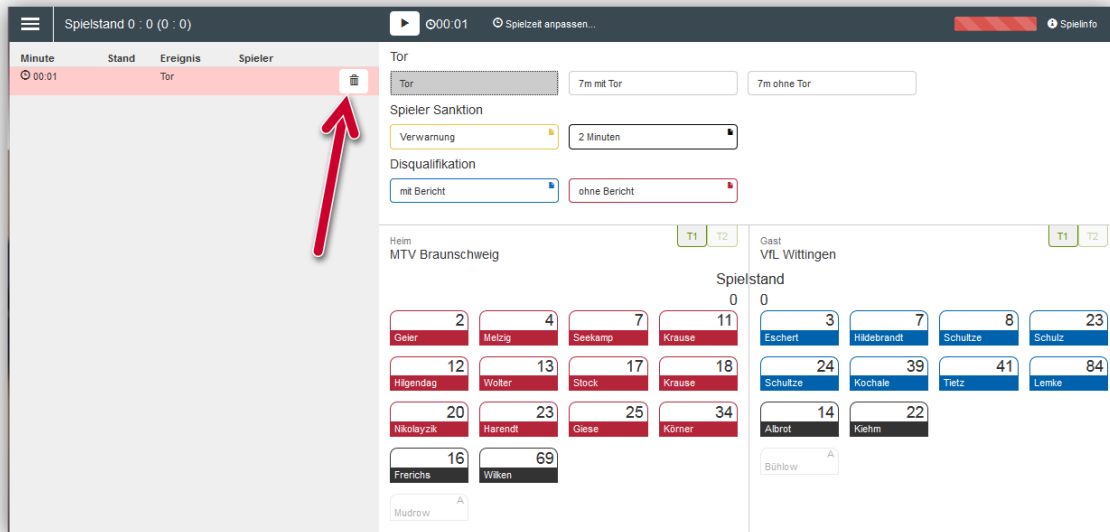 Spielstand 0 : 0 (0 : 0)
00:01 Spielzeit anpassen...
Spielinfo
Minute Stand Ereignis Spieler
00:01 Tor
Tor
Tor 7m mit Tor 7m ohne Tor
Spieler Sanktion
Verwarnung 2 Minuten
Disqualifikation
mit Bericht ohne Bericht
Heim T1 T2
MTV Braunschweig
Gast T1 T2
VfL Wittingen
Spielstand
0 0
2 4 7 11
Geier Melzig Seekamp Krause
12 13 17 18
Hilgendag Wolter Stock Krause
20 23 25 34
Nikolayzik Harendt Giese Körner
16 69
Frerichs Wilken
A
Mudrow
3 7 8 23
Eschert Hildebrandt Schultze Schulz
24 39 41 84
Schultze Kochale Tietz Lemke
14 22
Albrot Kiehm
A
Bühlow